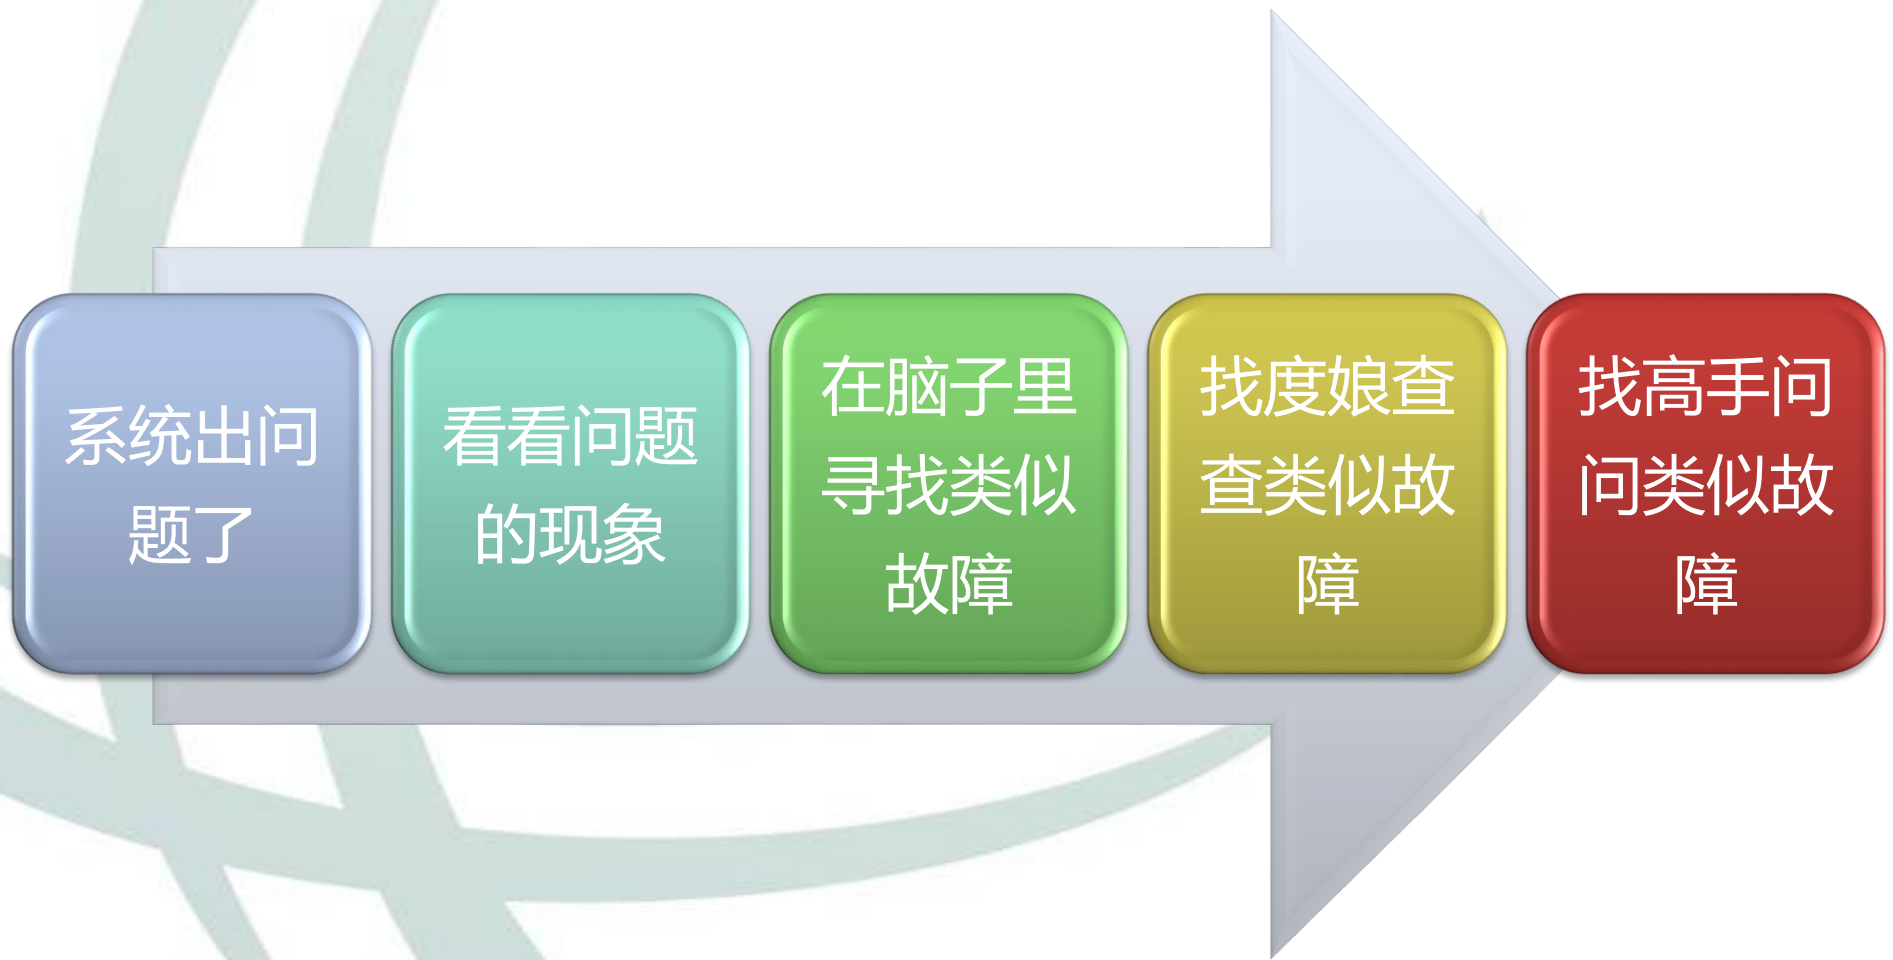 系统出问
题了
看看问题
的现象
在脑子里
寻找类似
故障
找度娘查
查类似故
障
找高手问
问类似故
障